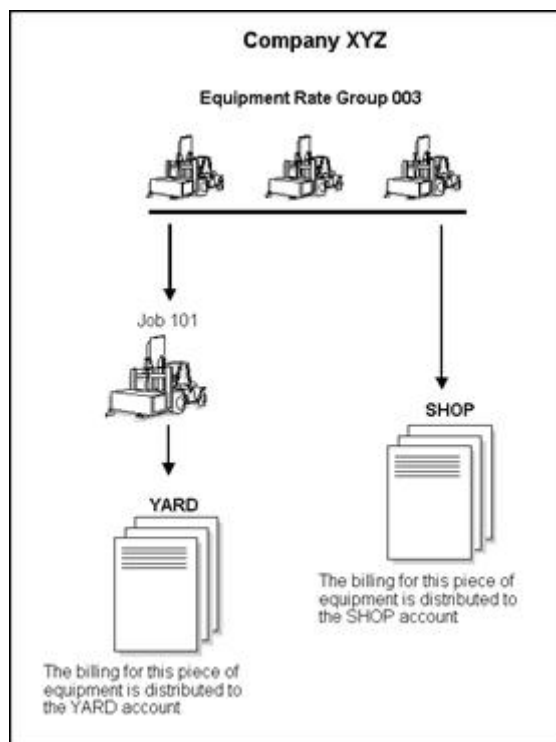 Company XYZ
Equipment Rate Group 003
Job 101
SHOP
YARD
The billing for this piece of
equipment is distributed to
the SHOP account
The billing for this piece of
equipment is distributed to
the YARD account